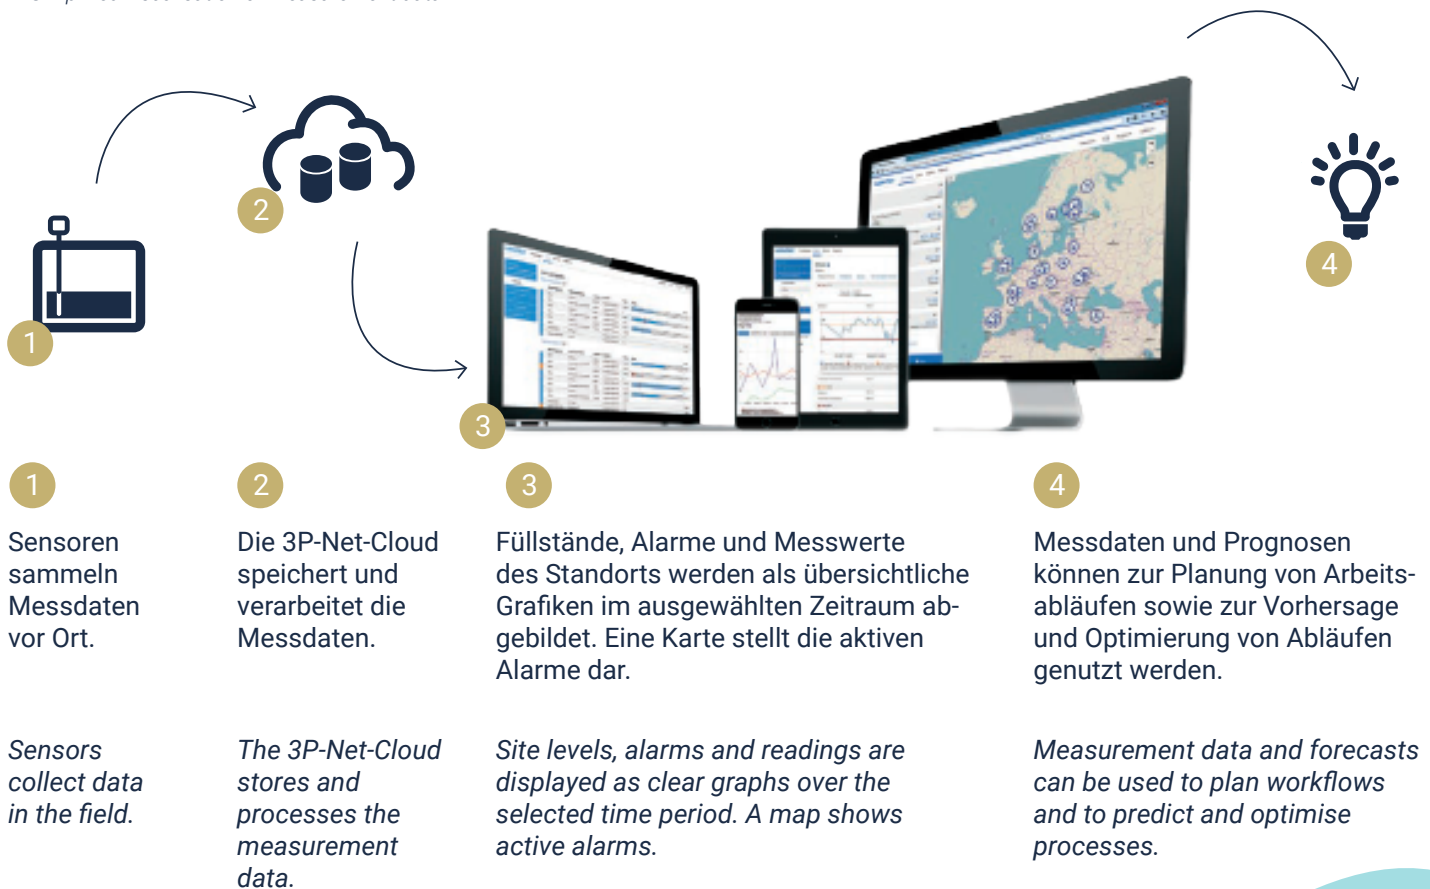 1
2
3
4
1
2
3
4
Sensoren
sammeln
Messdaten
vor Ort.
Die 3P-Net-Cloud
speichert und
verarbeitet die
Messdaten.
Füllstände, Alarme und Messwerte
des Standorts werden als übersichtliche
Grafiken im ausgewählten Zeitraum ab-
gebildet. Eine Karte stellt die aktiven
Alarme dar.
Messdaten und Prognosen
können zur Planung von Arbeits-
abläufen sowie zur Vorhersage
und Optimierung von Abläufen
genutzt werden.
Sensors
collect data
in the field.
The 3P-Net-Cloud
stores and
processes the
measurement
data.
Site levels, alarms and readings are
displayed as clear graphs over the
selected time period. A map shows
active alarms.
Measurement data and forecasts
can be used to plan workflows
and to predict and optimise
processes.